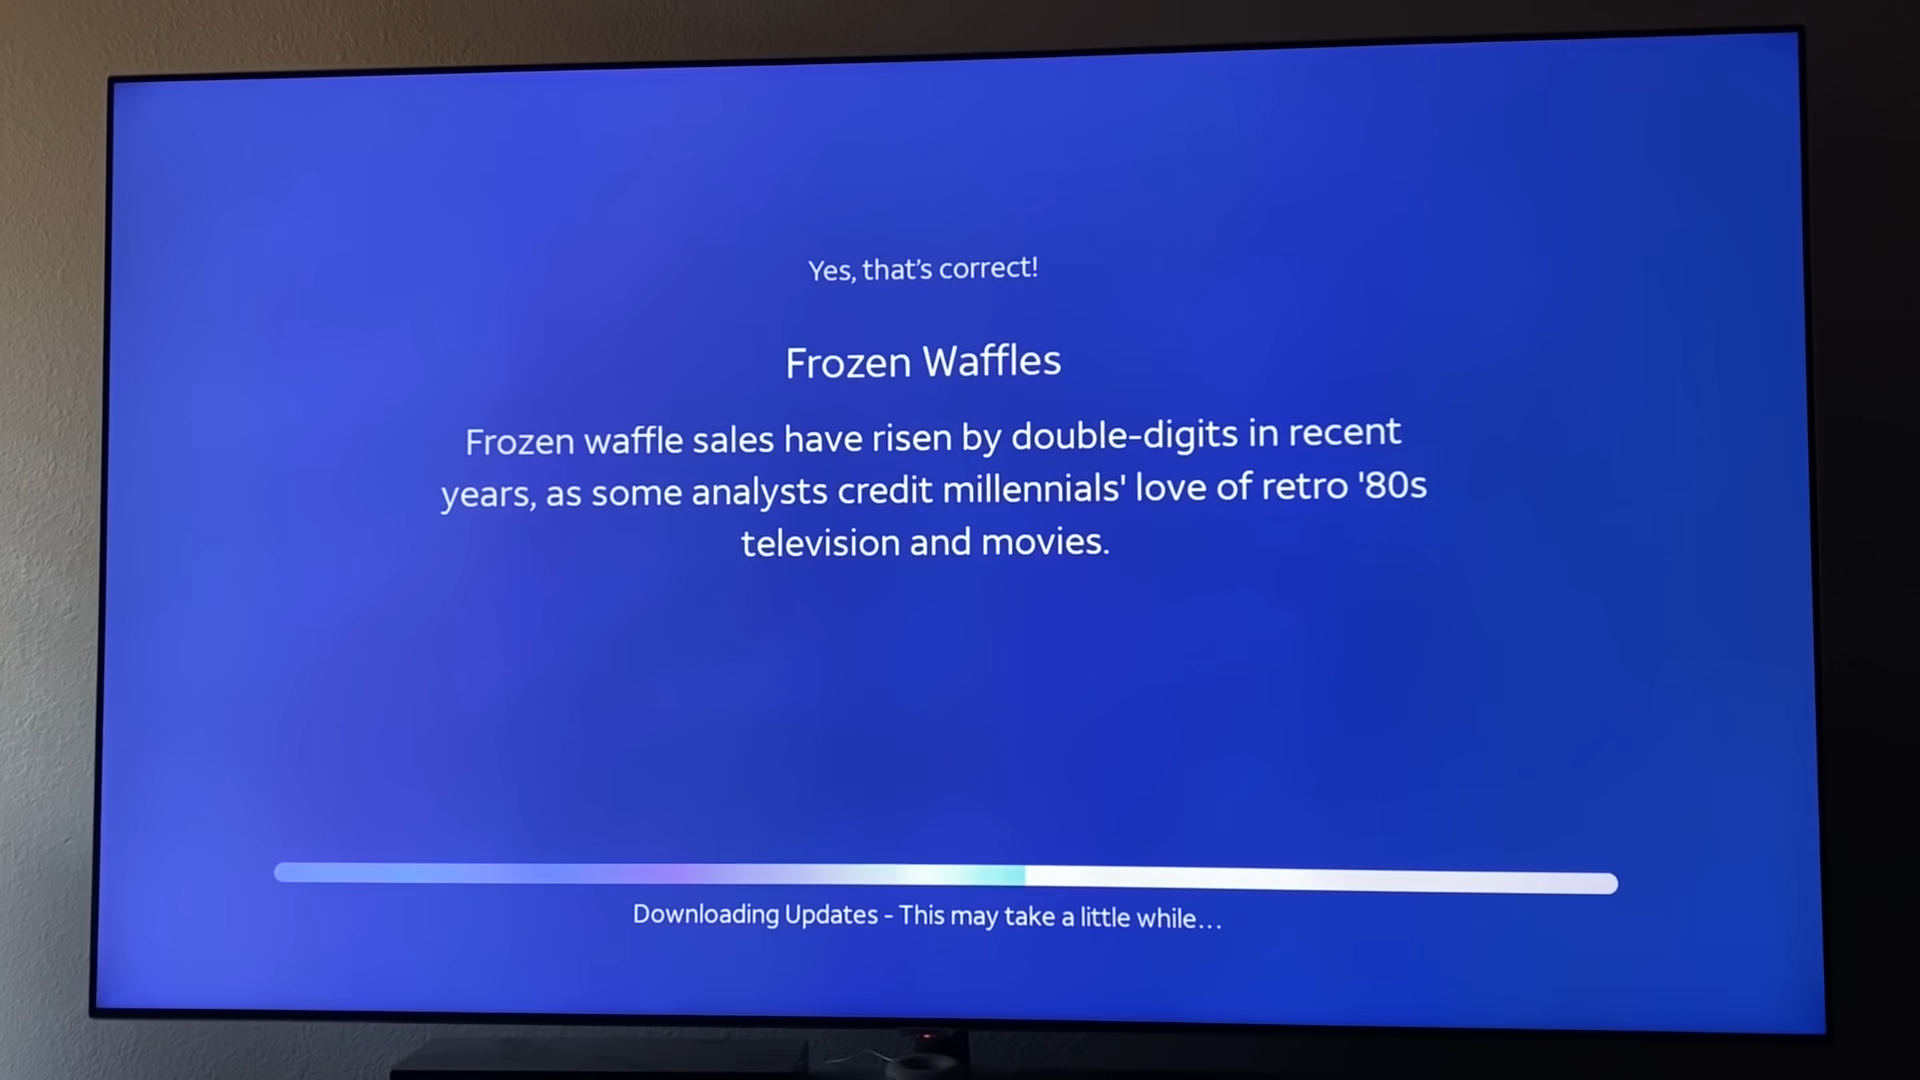 Yes, that’s correct!
Frozen Waffles
Frozen waffle sales have risen by double-digits in recent
years, as some analysts credit millennials' love of retro '80s
television and movies.
Downloading Updates - This may take a little while...